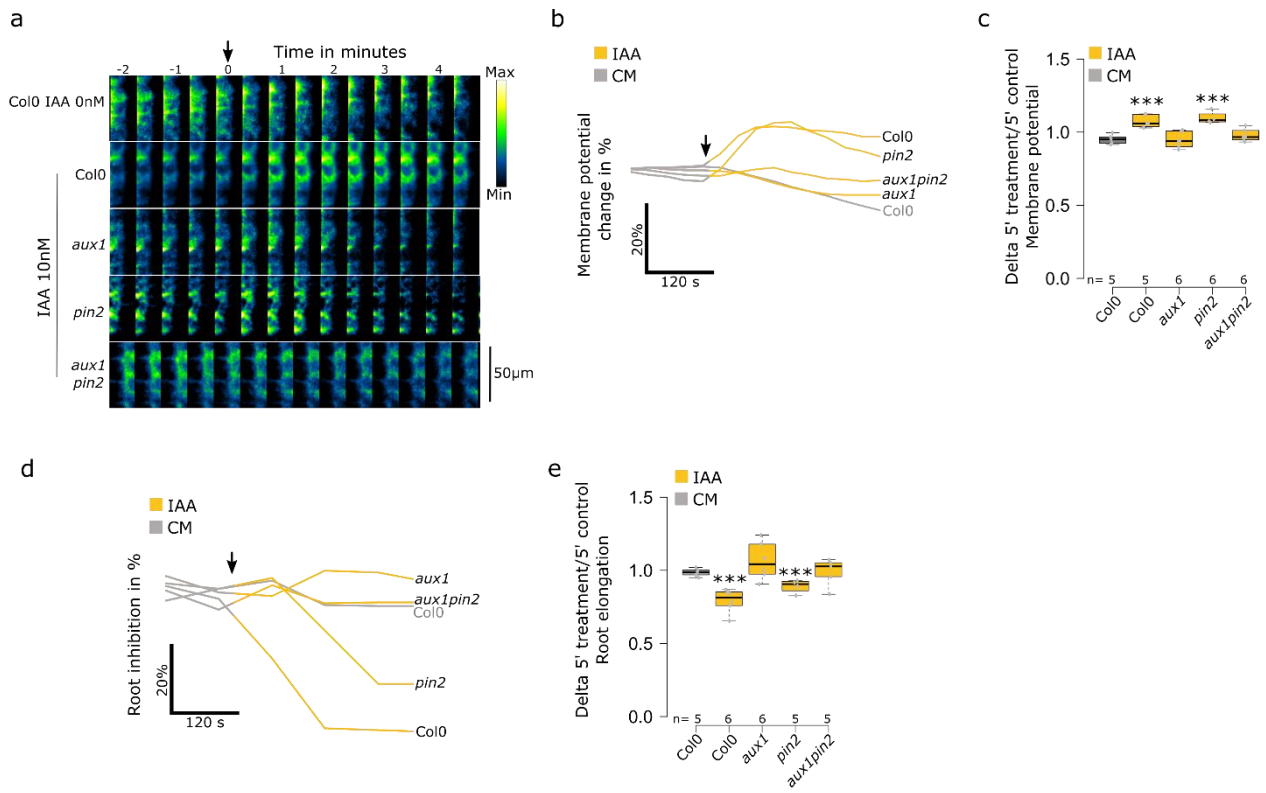 a
Time in minutes
-2 -1 0 1 2 3 4
Max
Min
Col0 IAA 0nM
IAA 10nM
Col0
aux1
pin2
aux1
pin2
50µm
b
IAA
CM
Membrane potential
change in %
Col0
pin2
aux1pin2
aux1
Col0
20%
120 s
c
IAA
CM
Delta 5' treatment/5' control
Membrane potential
1.5
1.0
0.5
0.0
*** ***
n= 5 5 6 6 6
Col0 Col0 aux1 pin2 aux1pin2
d
IAA
CM
Root inhibition in %
aux1
aux1pin2
Col0
pin2
Col0
20%
120 s
e
IAA
CM
Delta 5' treatment/5' control
Root elongation
1.5
1.0
0.5
0.0
*** ***
n= 5 6 6 5 5
Col0 Col0 aux1 pin2 aux1pin2